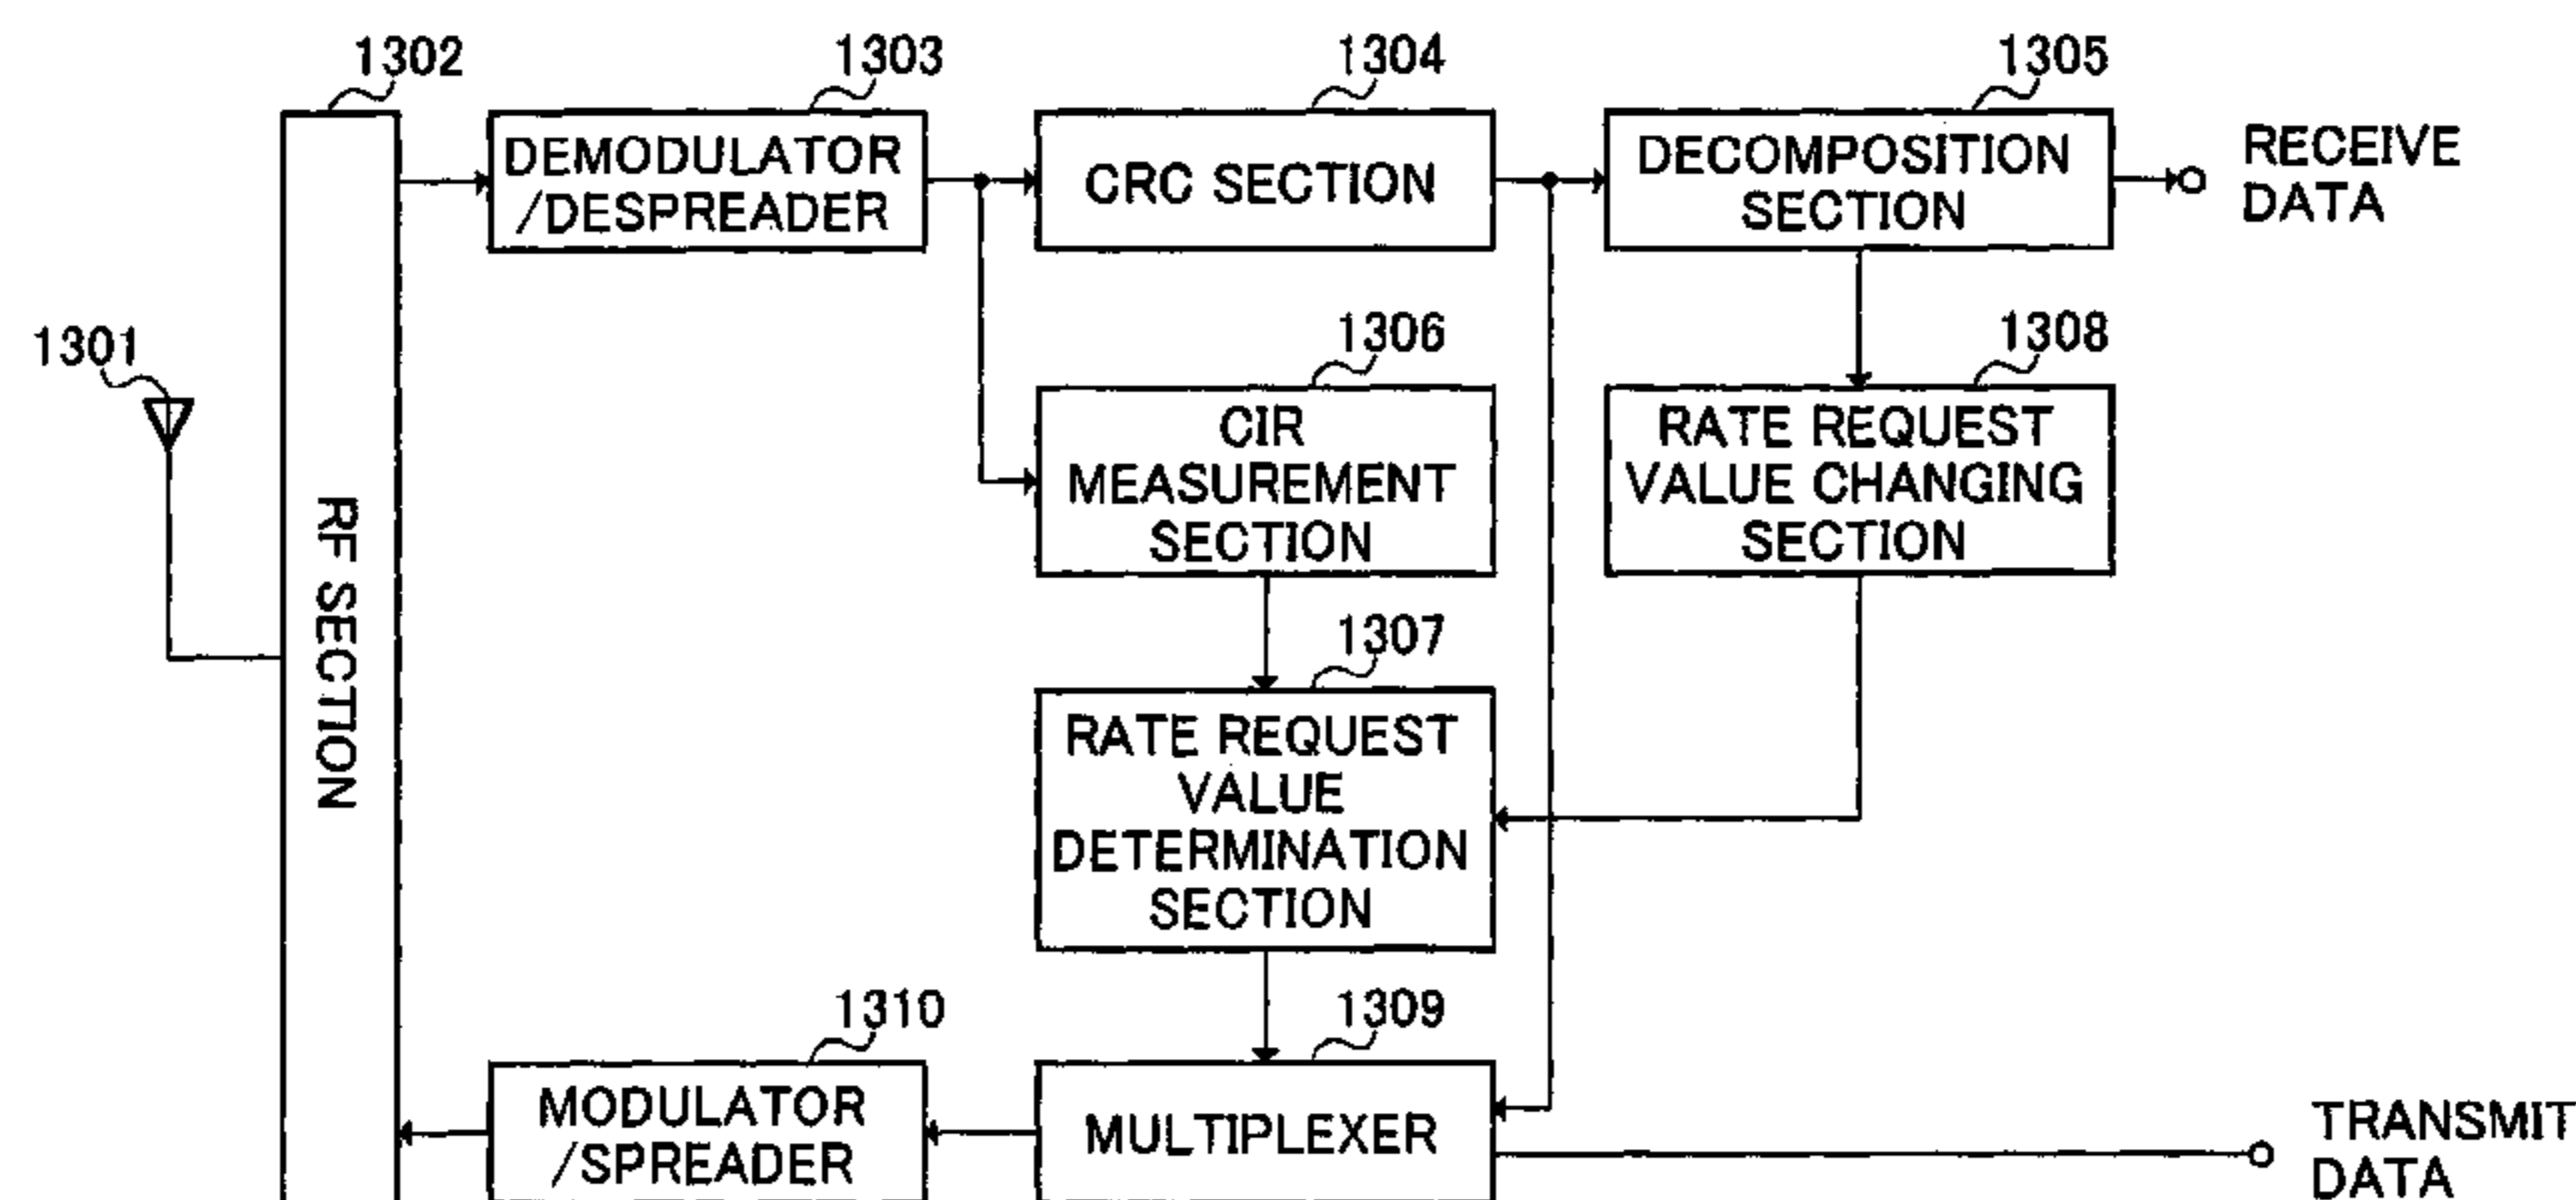 1302
1303
1304
1305
DEMODULATOR
/DESPREADER
CRC SECTION
DECOMPOSITION
SECTION
RECEIVE
DATA
1301
1306
1308
CIR
MEASUREMENT
SECTION
RATE REQUEST
VALUE CHANGING
SECTION
RF SECTION
1307
RATE REQUEST
VALUE
DETERMINATION
SECTION
1310
1309
MODULATOR
/SPREADER
MULTIPLEXER
TRANSMIT
DATA